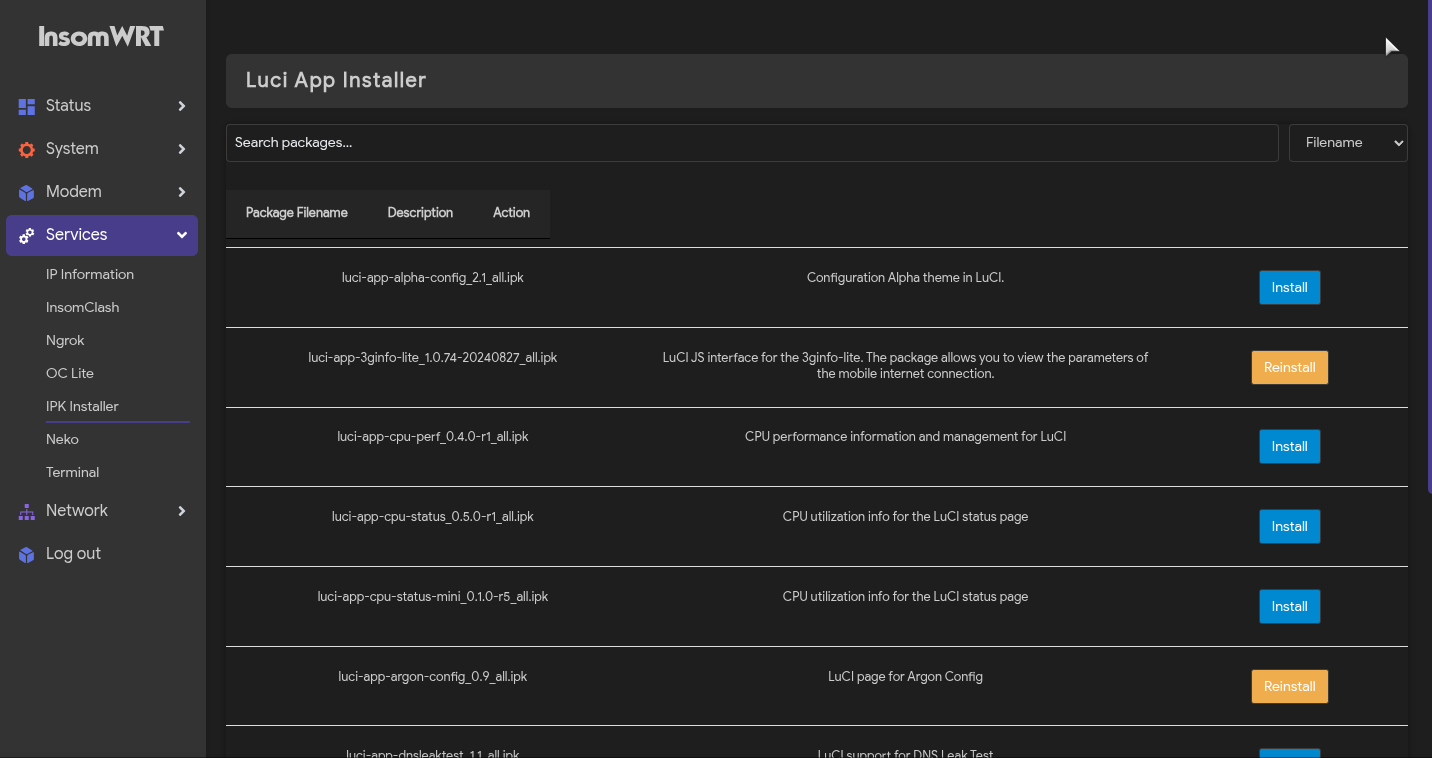 InsomWRT
Status
System
Modem
Services
IP Information
InsomClash
Ngrok
OC Lite
IPK Installer
Neko
Terminal
Network
Log out
Luci App Installer
Search packages...
Filename
Package Filename Description Action
luci-app-alpha-config_2.1_all.ipk Configuration Alpha theme in LuCI. Install
luci-app-3ginfo-lite_1.0.74-20240827_all.ipk LuCI JS interface for the 3ginfo-lite. The package allows you to view the parameters of
the mobile internet connection. Reinstall
luci-app-cpu-perf_0.4.0-r1_all.ipk CPU performance information and management for LuCI Install
luci-app-cpu-status_0.5.0-r1_all.ipk CPU utilization info for the LuCI status page Install
luci-app-cpu-status-mini_0.1.0-r5_all.ipk CPU utilization info for the LuCI status page Install
luci-app-argon-config_0.9_all.ipk LuCI page for Argon Config Reinstall
luci-app-dnsleaktest_1.1_all.ipk LuCI support for DNS Leak Test